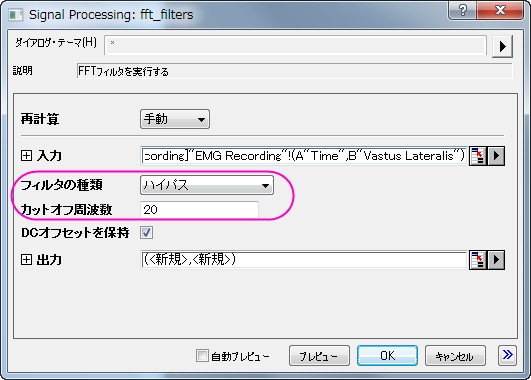 Signal Processing: fft_filters
ダイアログ・テーマ(H) *
説明 FFTフィルタを実行する
再計算 手動
入力 cording]"EMG Recording"!(A"Time",B"Vastus Lateralis")
フィルタの種類 ハイパス
カットオフ周波数 20
DCオフセットを保持
出力 (<新規>,<新規>)
自動プレビュー プレビュー OK キャンセル